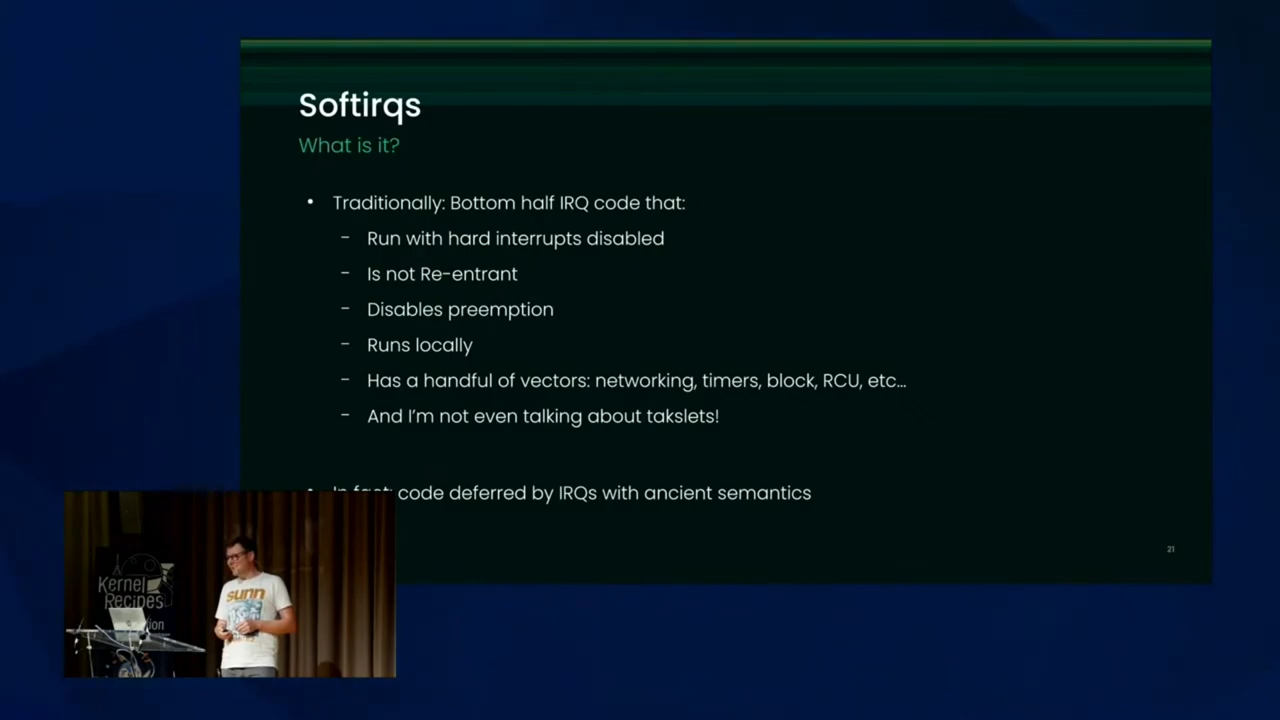 Softirqs
What is it?
• Traditionally: Bottom half IRQ code that:
- Run with hard interrupts disabled
- Is not Re-entrant
- Disables preemption
- Runs locally
- Has a handful of vectors: networking, timers, block, RCU, etc...
- And I'm not even talking about takslets!
In fact: code deferred by IRQs with ancient semantics
21
Kernel
Recipes
sunn